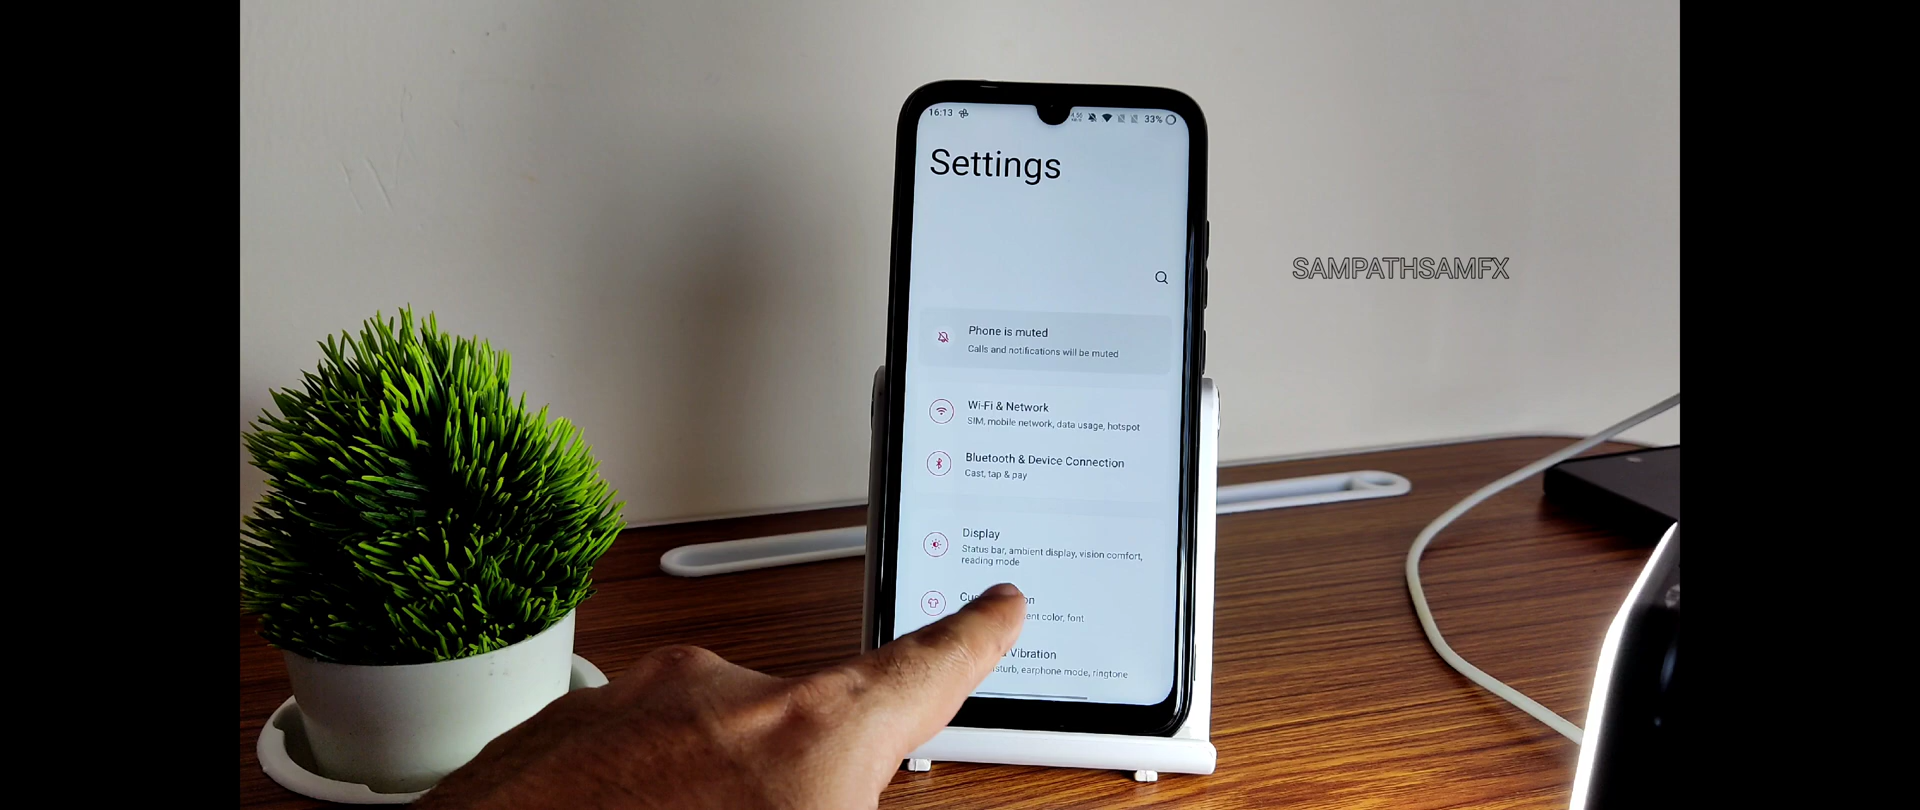 16:13
33%
Settings
SAMPATHSAMFX
Phone is muted
Calls and notifications will be muted
Wi-Fi & Network
SIM, mobile network, data usage, hotspot
Bluetooth & Device Connection
Cast, tap & pay
Display
Status bar, ambient display, vision comfort,
reading mode
color, font
Vibration
earphone mode, ringtone